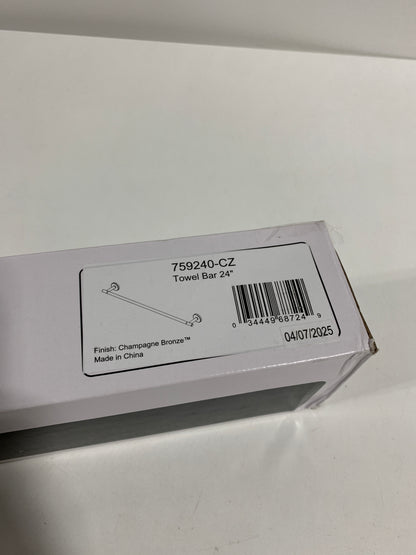 759240-CZ
Towel Bar 24"
0 34449 68724 9
04/07/2025
Finish: Champagne Bronze™
Made in China